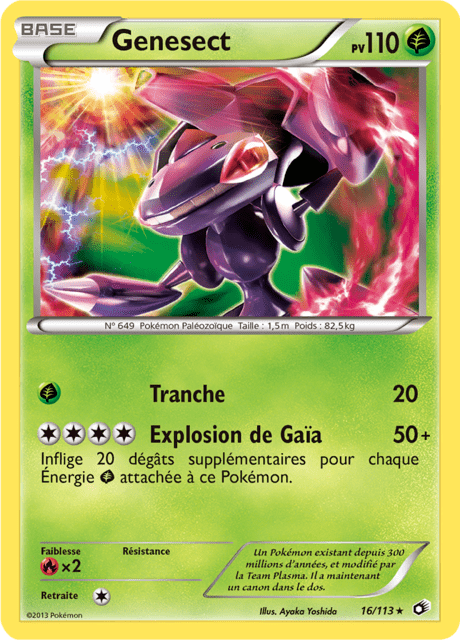 BASE
Genesect
PV110
N° 649 Pokémon Paléozoïque Taille : 1,5m Poids : 82,5kg
Tranche 20
Explosion de Gaïa 50+
Inflige 20 dégâts supplémentaires pour chaque
Énergie attachée à ce Pokémon.
Faiblesse
×2
Résistance
Retraite
Un Pokémon existant depuis 300
millions d'années, et modifié par
la Team Plasma. Il a maintenant
un canon dans le dos.
©2013 Pokémon
Illus. Ayaka Yoshida
16/113 ★